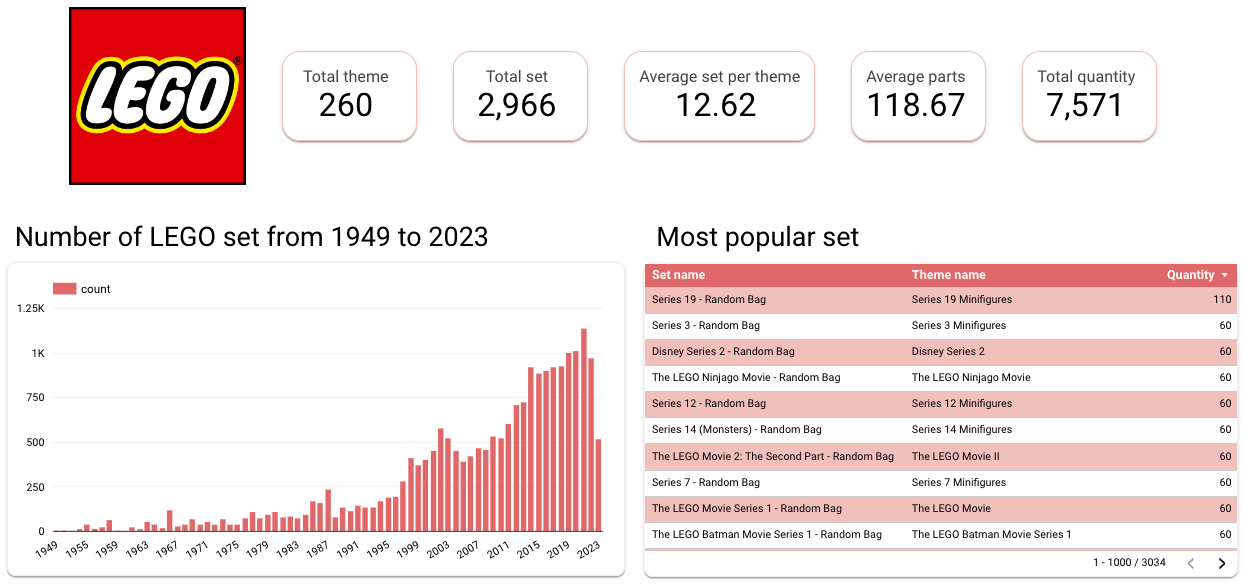 LEGO
®
Total theme
260
Total set
2,966
Average set per theme
12.62
Average parts
118.67
Total quantity
7,571
Number of LEGO set from 1949 to 2023
count
1.25K
1K
750
500
250
0
1949 1955 1959 1963 1967 1971 1975 1979 1983 1987 1991 1995 1999 2003 2007 2011 2015 2019 2023
Most popular set
Set name Theme name Quantity
Series 19 - Random Bag Series 19 Minifigures 110
Series 3 - Random Bag Series 3 Minifigures 60
Disney Series 2 - Random Bag Disney Series 2 60
The LEGO Ninjago Movie - Random Bag The LEGO Ninjago Movie 60
Series 12 - Random Bag Series 12 Minifigures 60
Series 14 (Monsters) - Random Bag Series 14 Minifigures 60
The LEGO Movie 2: The Second Part - Random Bag The LEGO Movie II 60
Series 7 - Random Bag Series 7 Minifigures 60
The LEGO Movie Series 1 - Random Bag The LEGO Movie 60
The LEGO Batman Movie Series 1 - Random Bag The LEGO Batman Movie Series 1 60
1 - 1000 / 3034